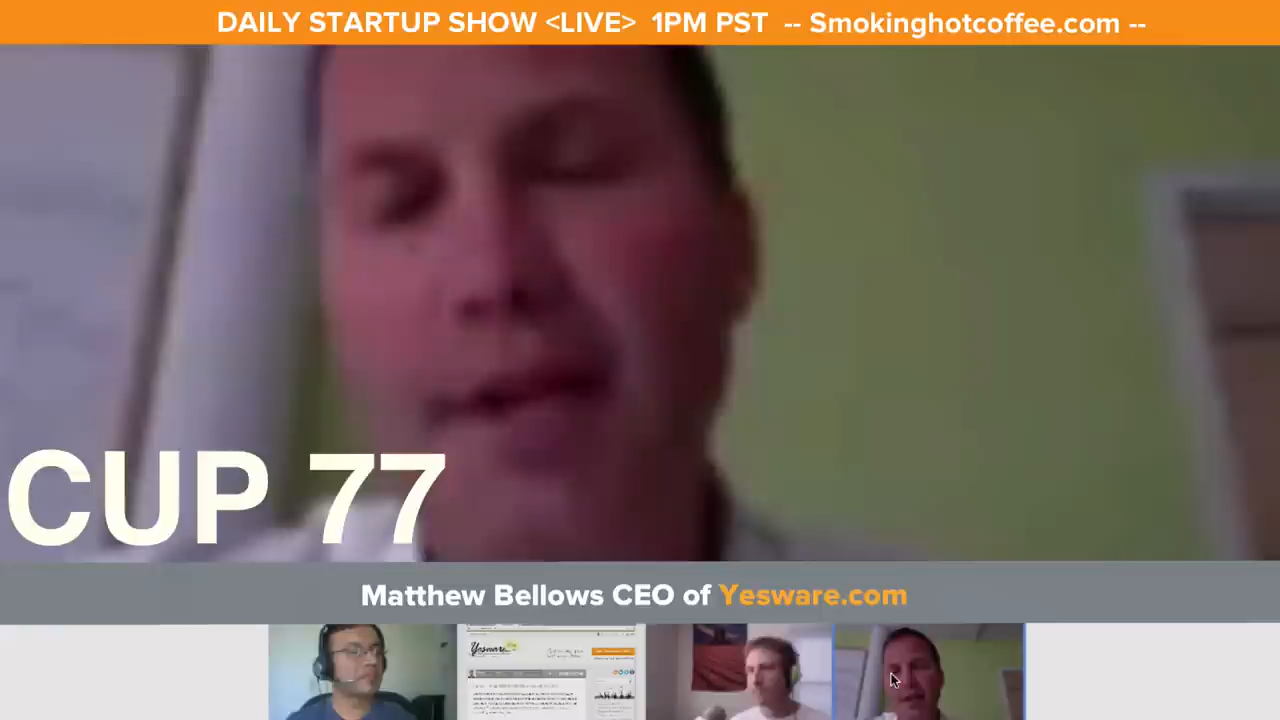 DAILY STARTUP SHOW <LIVE> 1PM PST -- Smokinghotcoffee.com --
CUP 77
Matthew Bellows CEO of Yesware.com
Yesware